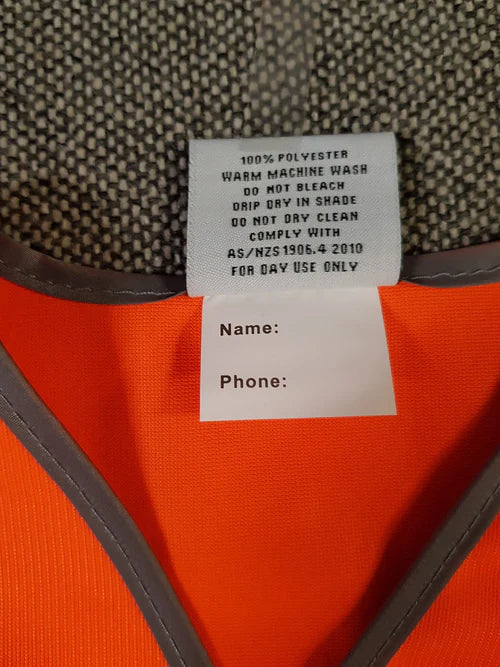 100% POLYESTER
WARM MACHINE WASH
DO NOT BLEACH
DRIP DRY IN SHADE
DO NOT DRY CLEAN
COMPLY WITH
AS/NZS 1906.4 2010
FOR DAY USE ONLY
Name:
Phone: